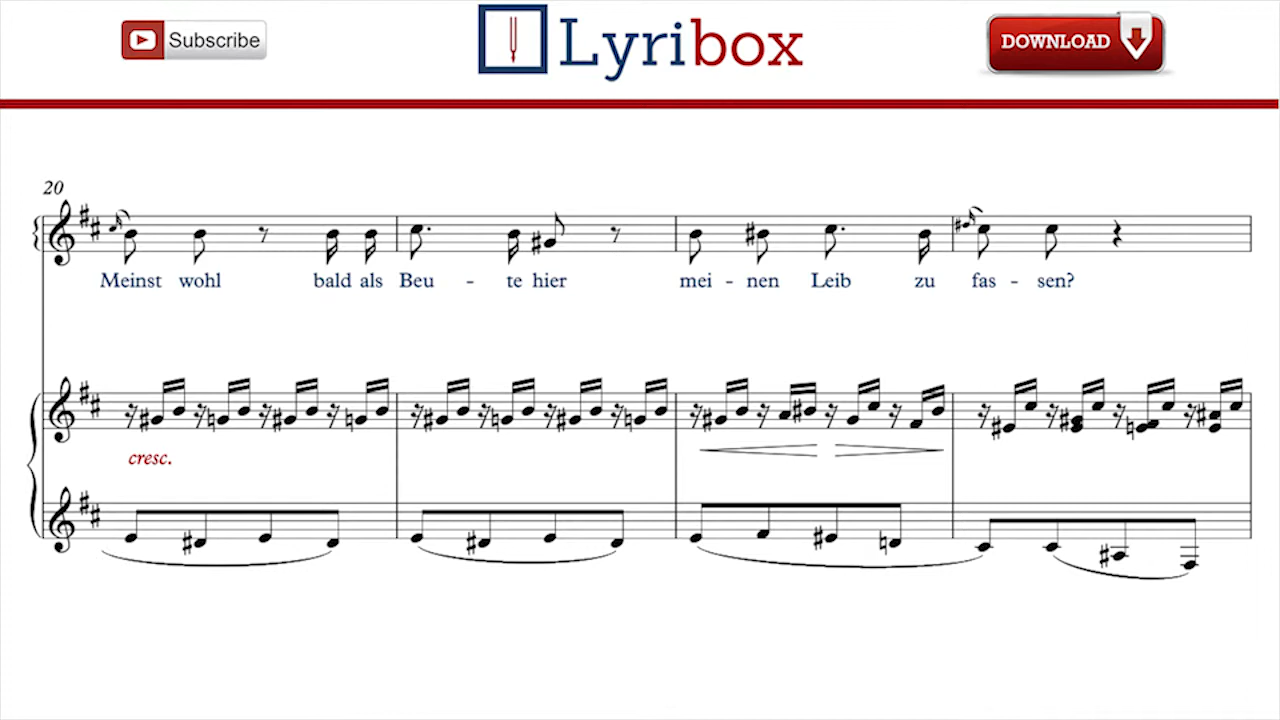 Subscribe
Lyribox
DOWNLOAD
20
Meinst wohl bald als Beu - te hier mei - nen Leib zu fas - sen?
cresc.